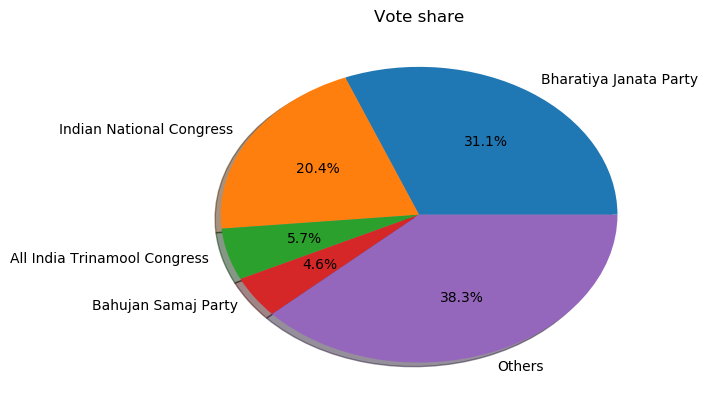 Vote share
Bharatiya Janata Party
31.1%
Indian National Congress
20.4%
All India Trinamool Congress
5.7%
Bahujan Samaj Party
4.6%
Others
38.3%